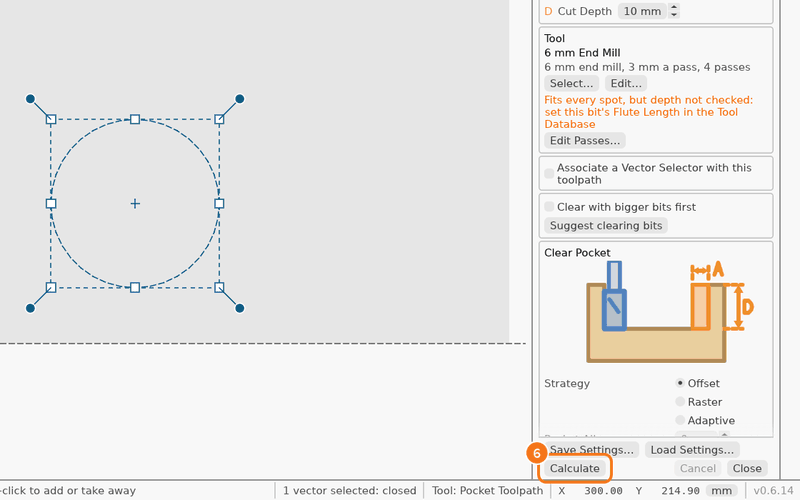 D Cut Depth 10 mm
Tool
6 mm End Mill
6 mm end mill, 3 mm a pass, 4 passes
Select... Edit...
Fits every spot, but depth not checked:
set this bit's Flute Length in the Tool
Database
Edit Passes...
Associate a Vector Selector with this
toolpath
Clear with bigger bits first
Suggest clearing bits
Clear Pocket
A
D
Strategy Offset
Raster
Adaptive
Save Settings... Load Settings...
6
Calculate Cancel Close
-click to add or take away 1 vector selected: closed Tool: Pocket Toolpath X 300.00 Y 214.90 mm v0.6.14